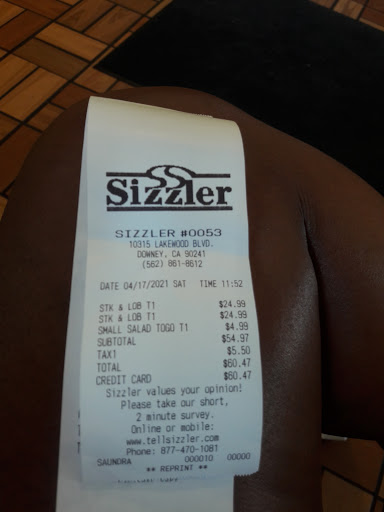 Sizzler
SIZZLER #0053
10315 LAKEWOOD BLVD.
DOWNEY, CA 90241
(562) 861-8612
DATE 04/17/2021 SAT TIME 11:52
STK & LOB T1 $24.99
STK & LOB T1 $24.99
SMALL SALAD TOGO T1 $4.99
SUBTOTAL $54.97
TAX1 $5.50
TOTAL $60.47
CREDIT CARD $60.47
Sizzler values your opinion!
Please take our short,
2 minute survey.
Online or mobile:
www.tellsizzler.com
Phone: 877-470-1081
SAUNDRA 000010 00000
** REPRINT **